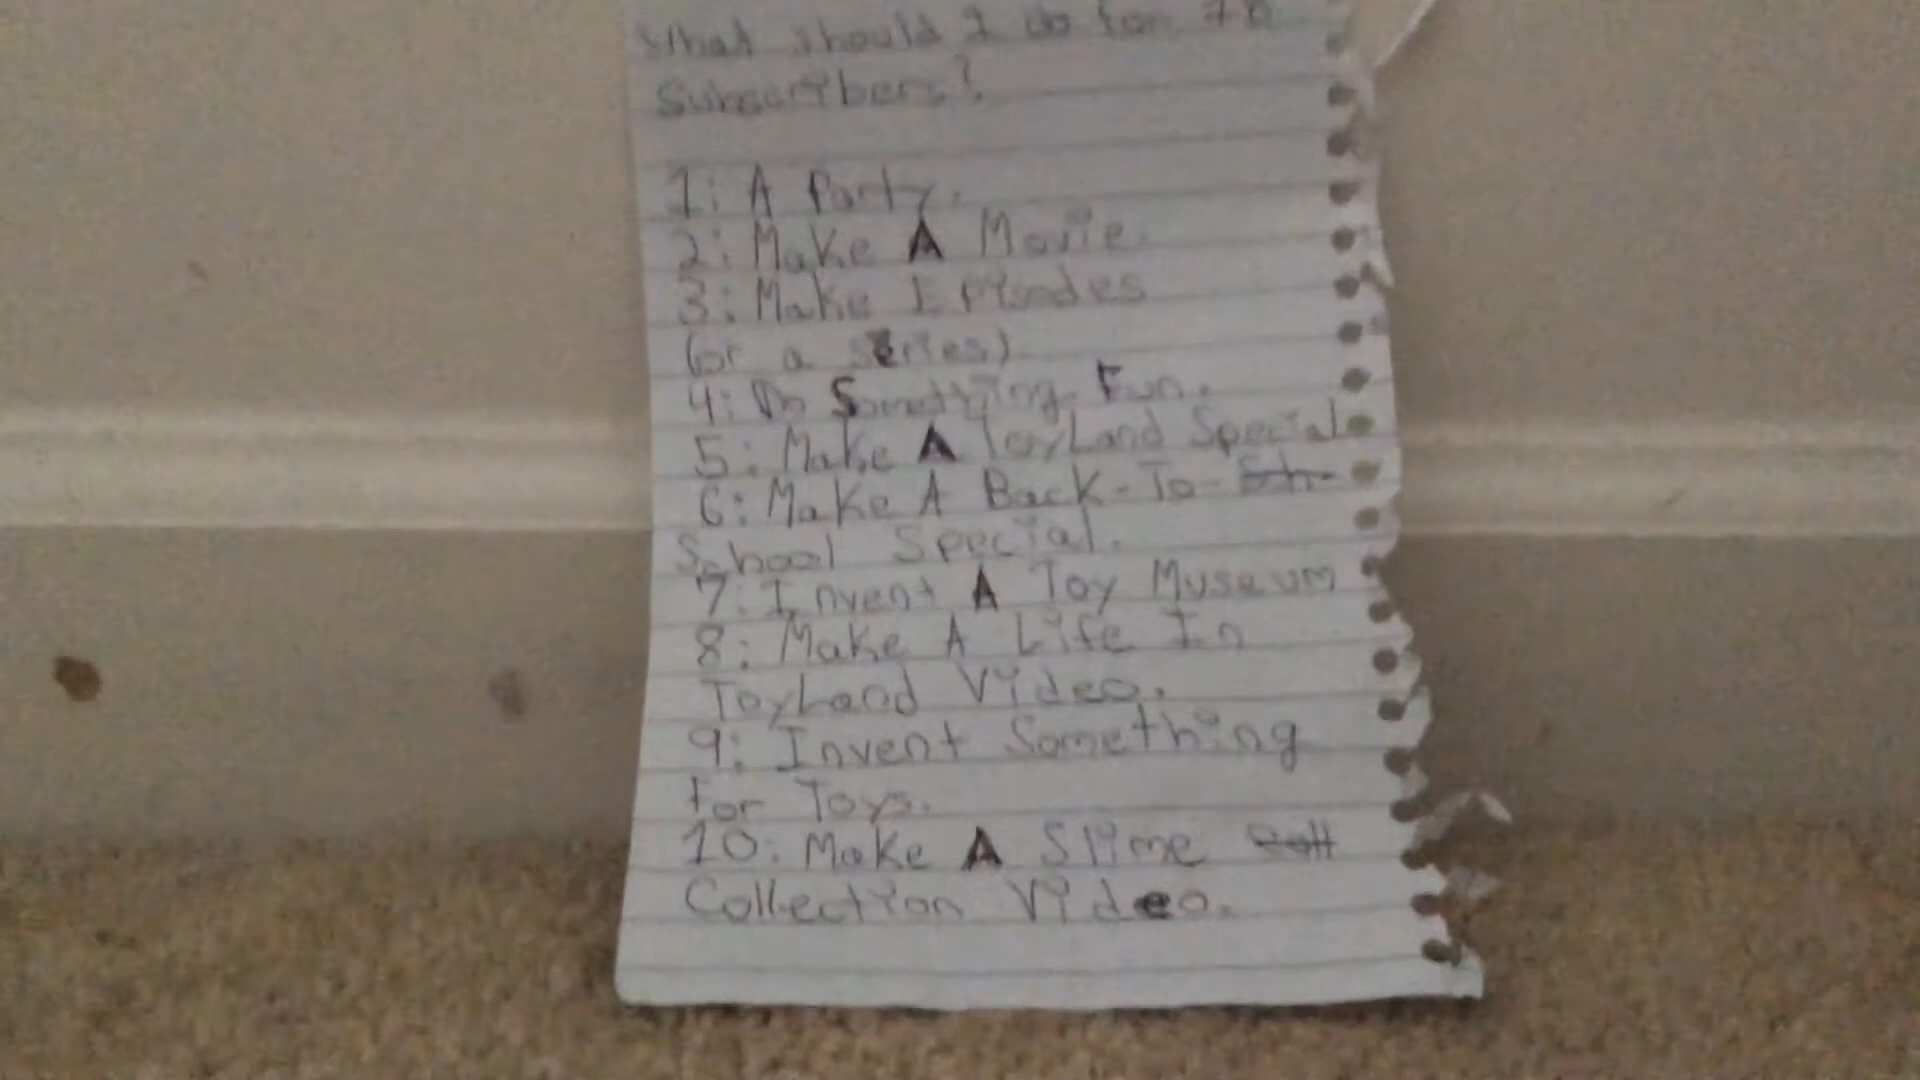 What should I do for 70
Subscribers?
1: A Party.
2: Make A Movie.
3: Make Episodes
(or a series)
4: Do Something Fun.
5: Make A ToyLand Special.
6: Make A Back-To-
School Special.
7: Invent A Toy Museum
8: Make A Life In
ToyLand Video.
9: Invent Something
For Toys.
10: Make A Slime
Collection Video.